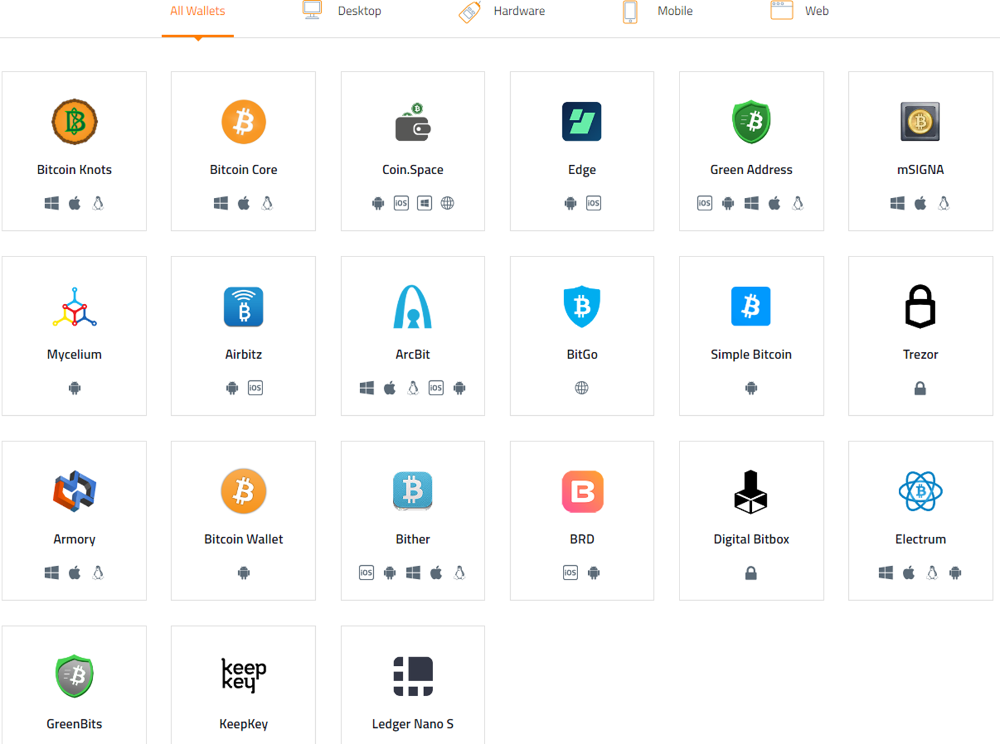 All Wallets Desktop Hardware Mobile Web
Bitcoin Knots Bitcoin Core Coin.Space Edge Green Address mSIGNA
iOS iOS iOS
Mycelium Airbitz ArcBit BitGo Simple Bitcoin Trezor
iOS iOS
B
Armory Bitcoin Wallet Bither BRD Digital Bitbox Electrum
iOS iOS
keep
key
GreenBits KeepKey Ledger Nano S